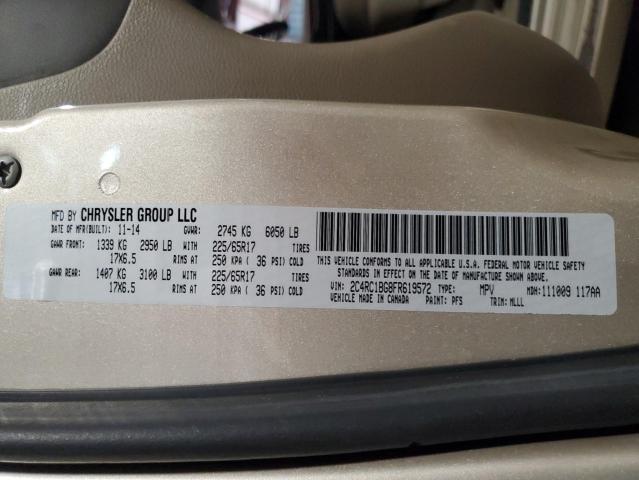 MFD BY CHRYSLER GROUP LLC
DATE OF MFR(BUILT): 11-14 GVWR: 2745 KG 6050 LB
GAWR FRONT: 1339 KG 2950 LB WITH 225/65R17 TIRES
17X6.5 RIMS AT 250 KPA ( 36 PSI) COLD
GAWR REAR: 1407 KG 3100 LB WITH 225/65R17 TIRES
17X6.5 RIMS AT 250 KPA ( 36 PSI) COLD
THIS VEHICLE CONFORMS TO ALL APPLICABLE U.S.A. FEDERAL MOTOR VEHICLE SAFETY
STANDARDS IN EFFECT ON THE DATE OF MANUFACTURE SHOWN ABOVE.
VIN: 2C4RC1BG8FR619572 TYPE: MPV MDH:111009 117AA
VEHICLE MADE IN CANADA PAINT: PFS TRIM: MLLL